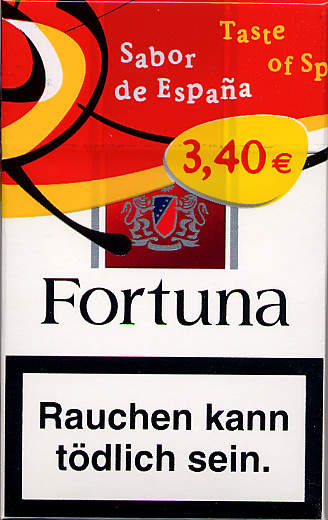 Sabor
de España
Taste
of Sp
3,40 €
Fortuna
Rauchen kann
tödlich sein.